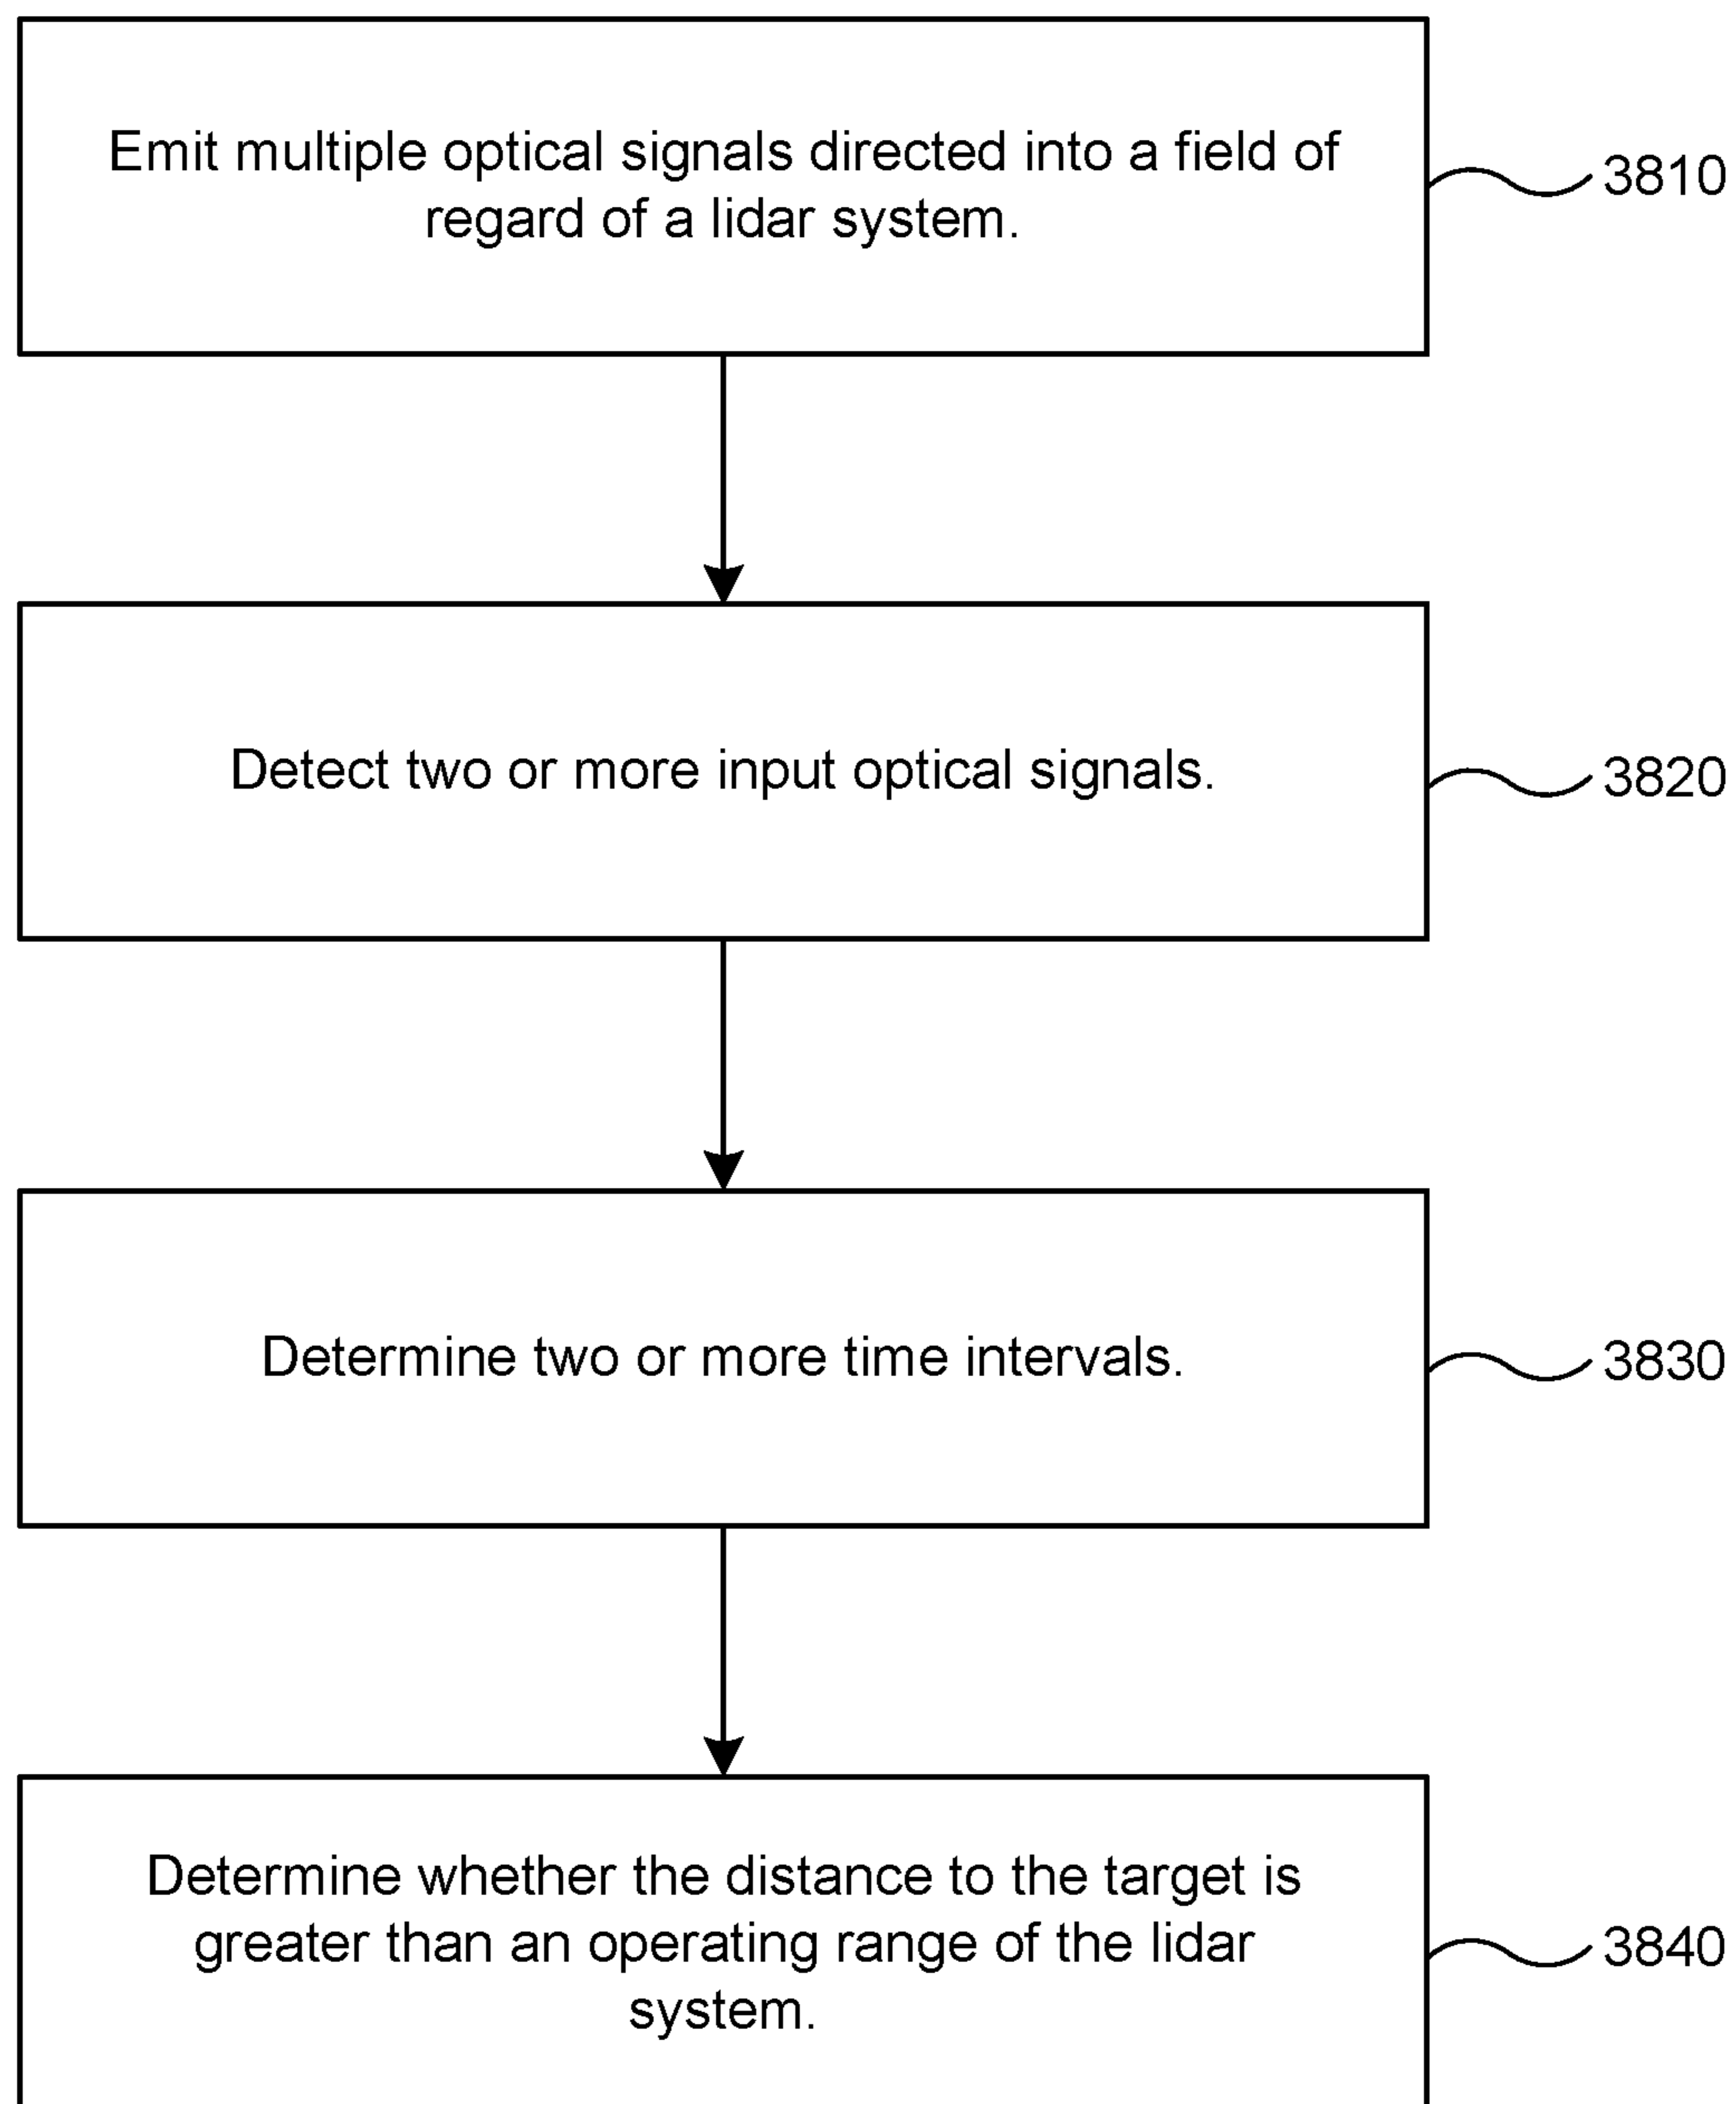 Emit multiple optical signals directed into a field of
regard of a lidar system.
3810
Detect two or more input optical signals.
3820
Determine two or more time intervals.
3830
Determine whether the distance to the target is
greater than an operating range of the lidar
system.
3840